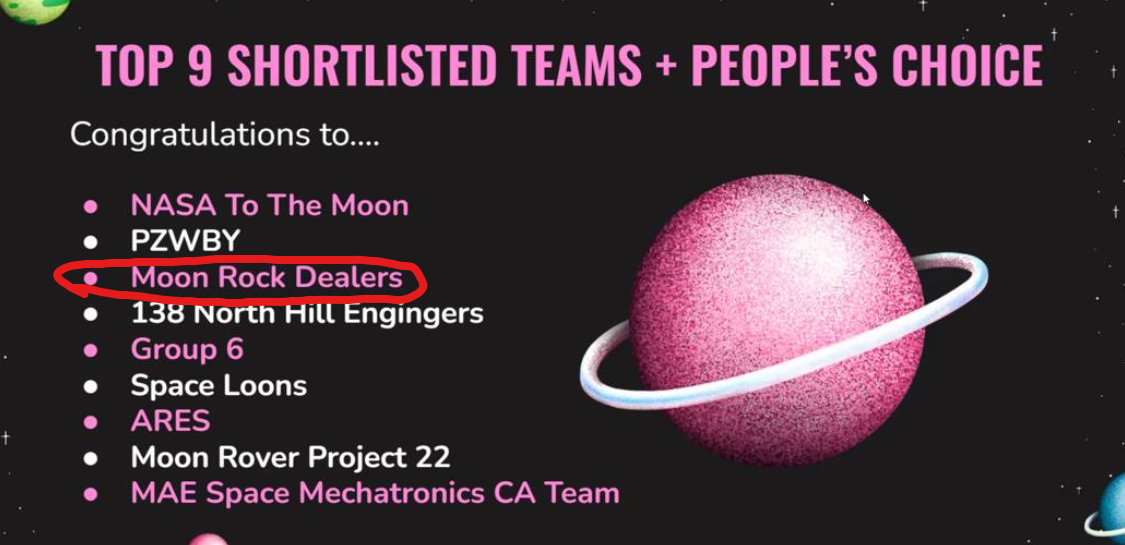 TOP 9 SHORTLISTED TEAMS + PEOPLE'S CHOICE
Congratulations to....
● NASA To The Moon
● PZWBY
● Moon Rock Dealers
● 138 North Hill Engingers
● Group 6
● Space Loons
● ARES
● Moon Rover Project 22
● MAE Space Mechatronics CA Team